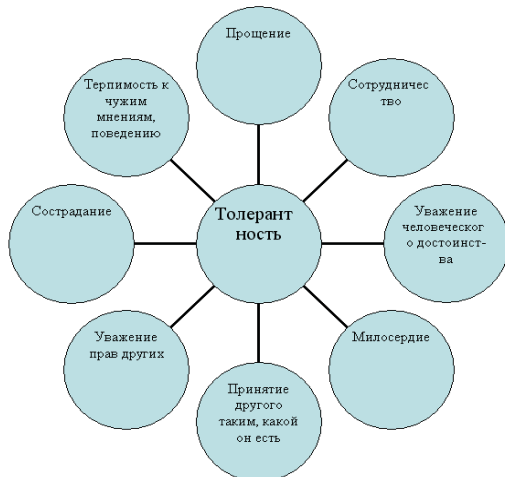 Прощение
Терпимость к
чужим
мнениям,
поведению
Сотрудничес
тво
Сострадание
Толерант
ность
Уважение
человеческог
о достоинст-
ва
Уважение
прав других
Милосердие
Принятие
другого
таким, какой
он есть